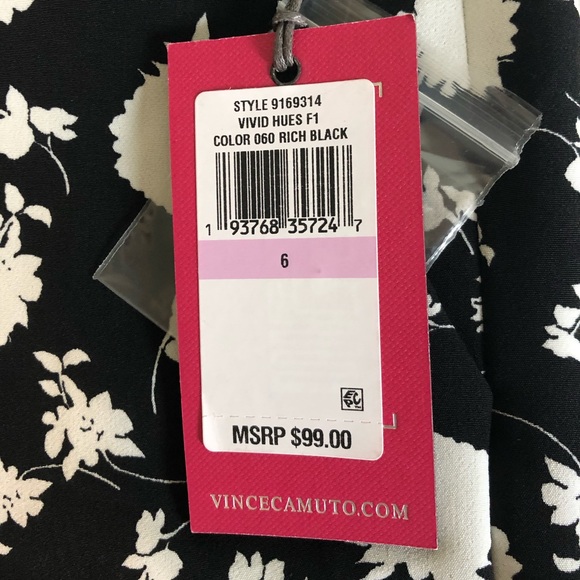 STYLE 9169314
VIVID HUES F1
COLOR 060 RICH BLACK
1 93768 35724 7
6
MSRP $99.00
VINCECAMUTO.COM